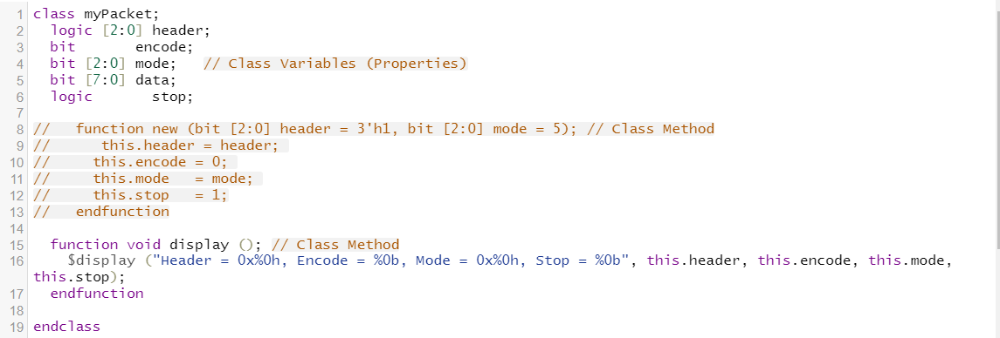 1 class myPacket;
2   logic [2:0] header;
3   bit       encode;
4   bit [2:0] mode;   // Class Variables (Properties)
5   bit [7:0] data;
6   logic       stop;
7
8 //   function new (bit [2:0] header = 3'h1, bit [2:0] mode = 5); // Class Method
9 //      this.header = header;
10 //     this.encode = 0;
11 //     this.mode   = mode;
12 //     this.stop   = 1;
13 //   endfunction
14
15   function void display (); // Class Method
16     $display ("Header = 0x%0h, Encode = %0b, Mode = 0x%0h, Stop = %0b", this.header, this.encode, this.mode,
this.stop);
17   endfunction
18
19 endclass